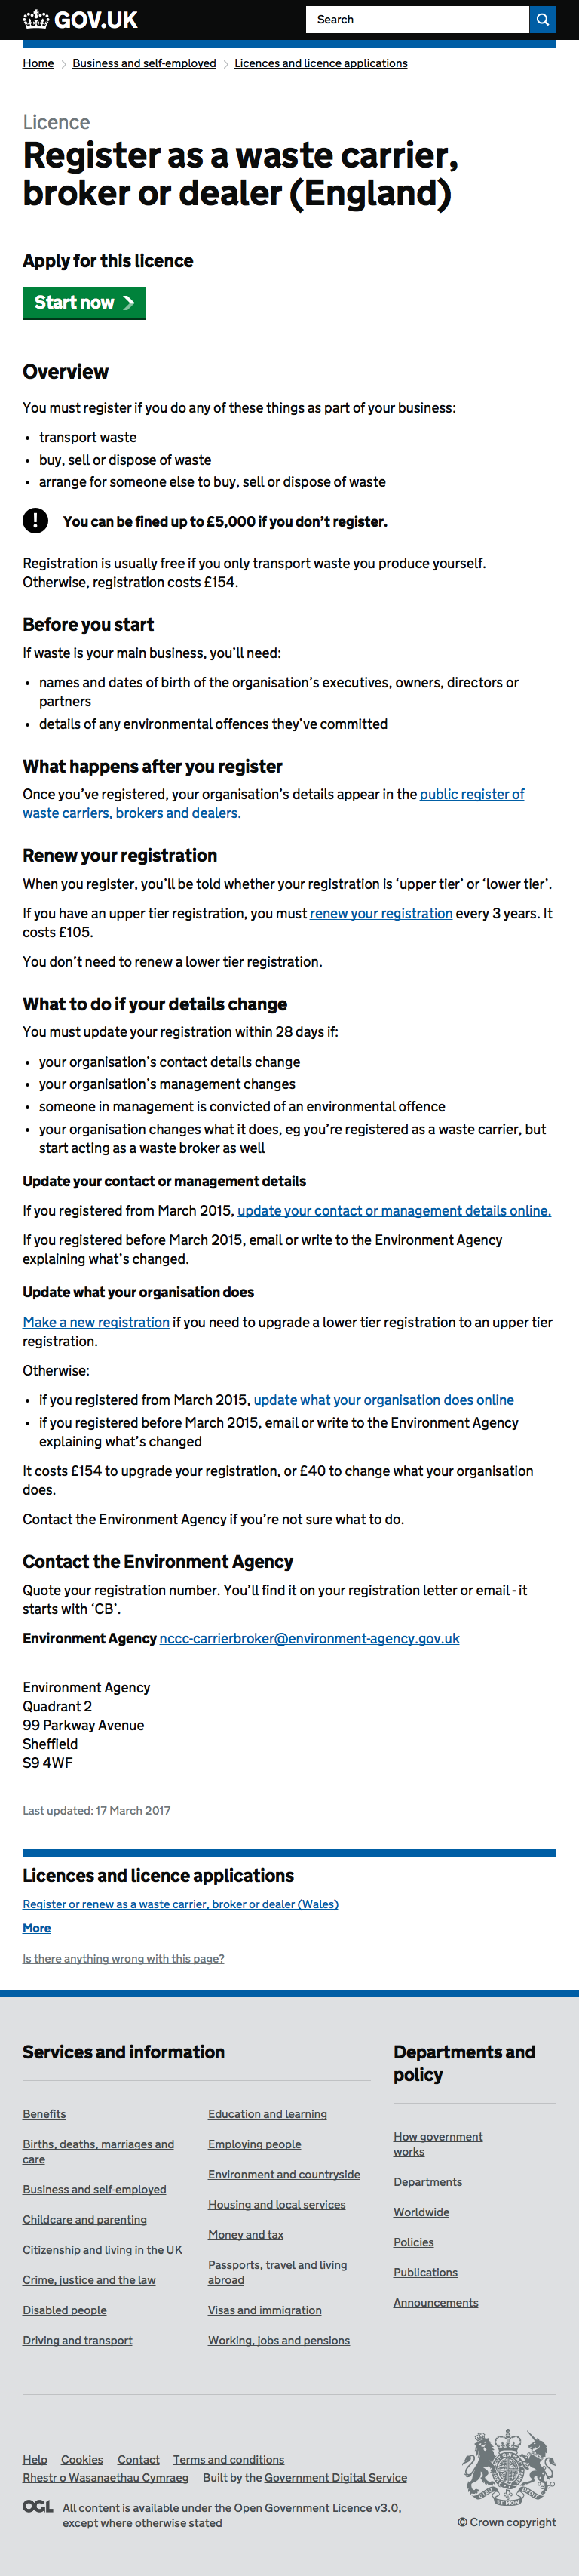 GOV.UK
Search
Home
Business and self-employed
Licences and licence applications
Licence
Register as a waste carrier,
broker or dealer (England)
Apply for this licence
Start now
Overview
You must register if you do any of these things as part of your business:
• transport waste
• buy, sell or dispose of waste
• arrange for someone else to buy, sell or dispose of waste
! You can be fined up to £5,000 if you don’t register.
Registration is usually free if you only transport waste you produce yourself.
Otherwise, registration costs £154.
Before you start
If waste is your main business, you’ll need:
• names and dates of birth of the organisation’s executives, owners, directors or
partners
• details of any environmental offences they’ve committed
What happens after you register
Once you’ve registered, your organisation’s details appear in the public register of
waste carriers, brokers and dealers.
Renew your registration
When you register, you’ll be told whether your registration is ‘upper tier’ or ‘lower tier’.
If you have an upper tier registration, you must renew your registration every 3 years. It
costs £105.
You don’t need to renew a lower tier registration.
What to do if your details change
You must update your registration within 28 days if:
• your organisation’s contact details change
• your organisation’s management changes
• someone in management is convicted of an environmental offence
• your organisation changes what it does, eg you’re registered as a waste carrier, but
start acting as a waste broker as well
Update your contact or management details
If you registered from March 2015, update your contact or management details online.
If you registered before March 2015, email or write to the Environment Agency
explaining what’s changed.
Update what your organisation does
Make a new registration if you need to upgrade a lower tier registration to an upper tier
registration.
Otherwise:
• if you registered from March 2015, update what your organisation does online
• if you registered before March 2015, email or write to the Environment Agency
explaining what’s changed
It costs £154 to upgrade your registration, or £40 to change what your organisation
does.
Contact the Environment Agency if you’re not sure what to do.
Contact the Environment Agency
Quote your registration number. You’ll find it on your registration letter or email - it
starts with ‘CB’.
Environment Agency nccc-carrierbroker@environment-agency.gov.uk
Environment Agency
Quadrant 2
99 Parkway Avenue
Sheffield
S9 4WF
Last updated: 17 March 2017
Licences and licence applications
Register or renew as a waste carrier, broker or dealer (Wales)
More
Is there anything wrong with this page?
Services and information
Benefits
Births, deaths, marriages and
care
Business and self-employed
Childcare and parenting
Citizenship and living in the UK
Crime, justice and the law
Disabled people
Driving and transport
Education and learning
Employing people
Environment and countryside
Housing and local services
Money and tax
Passports, travel and living
abroad
Visas and immigration
Working, jobs and pensions
Departments and
policy
How government
works
Departments
Worldwide
Policies
Publications
Announcements
Help
Cookies
Contact
Terms and conditions
Rhestr o Wasanaethau Cymraeg
Built by the Government Digital Service
OGL
All content is available under the Open Government Licence v3.0,
except where otherwise stated
© Crown copyright